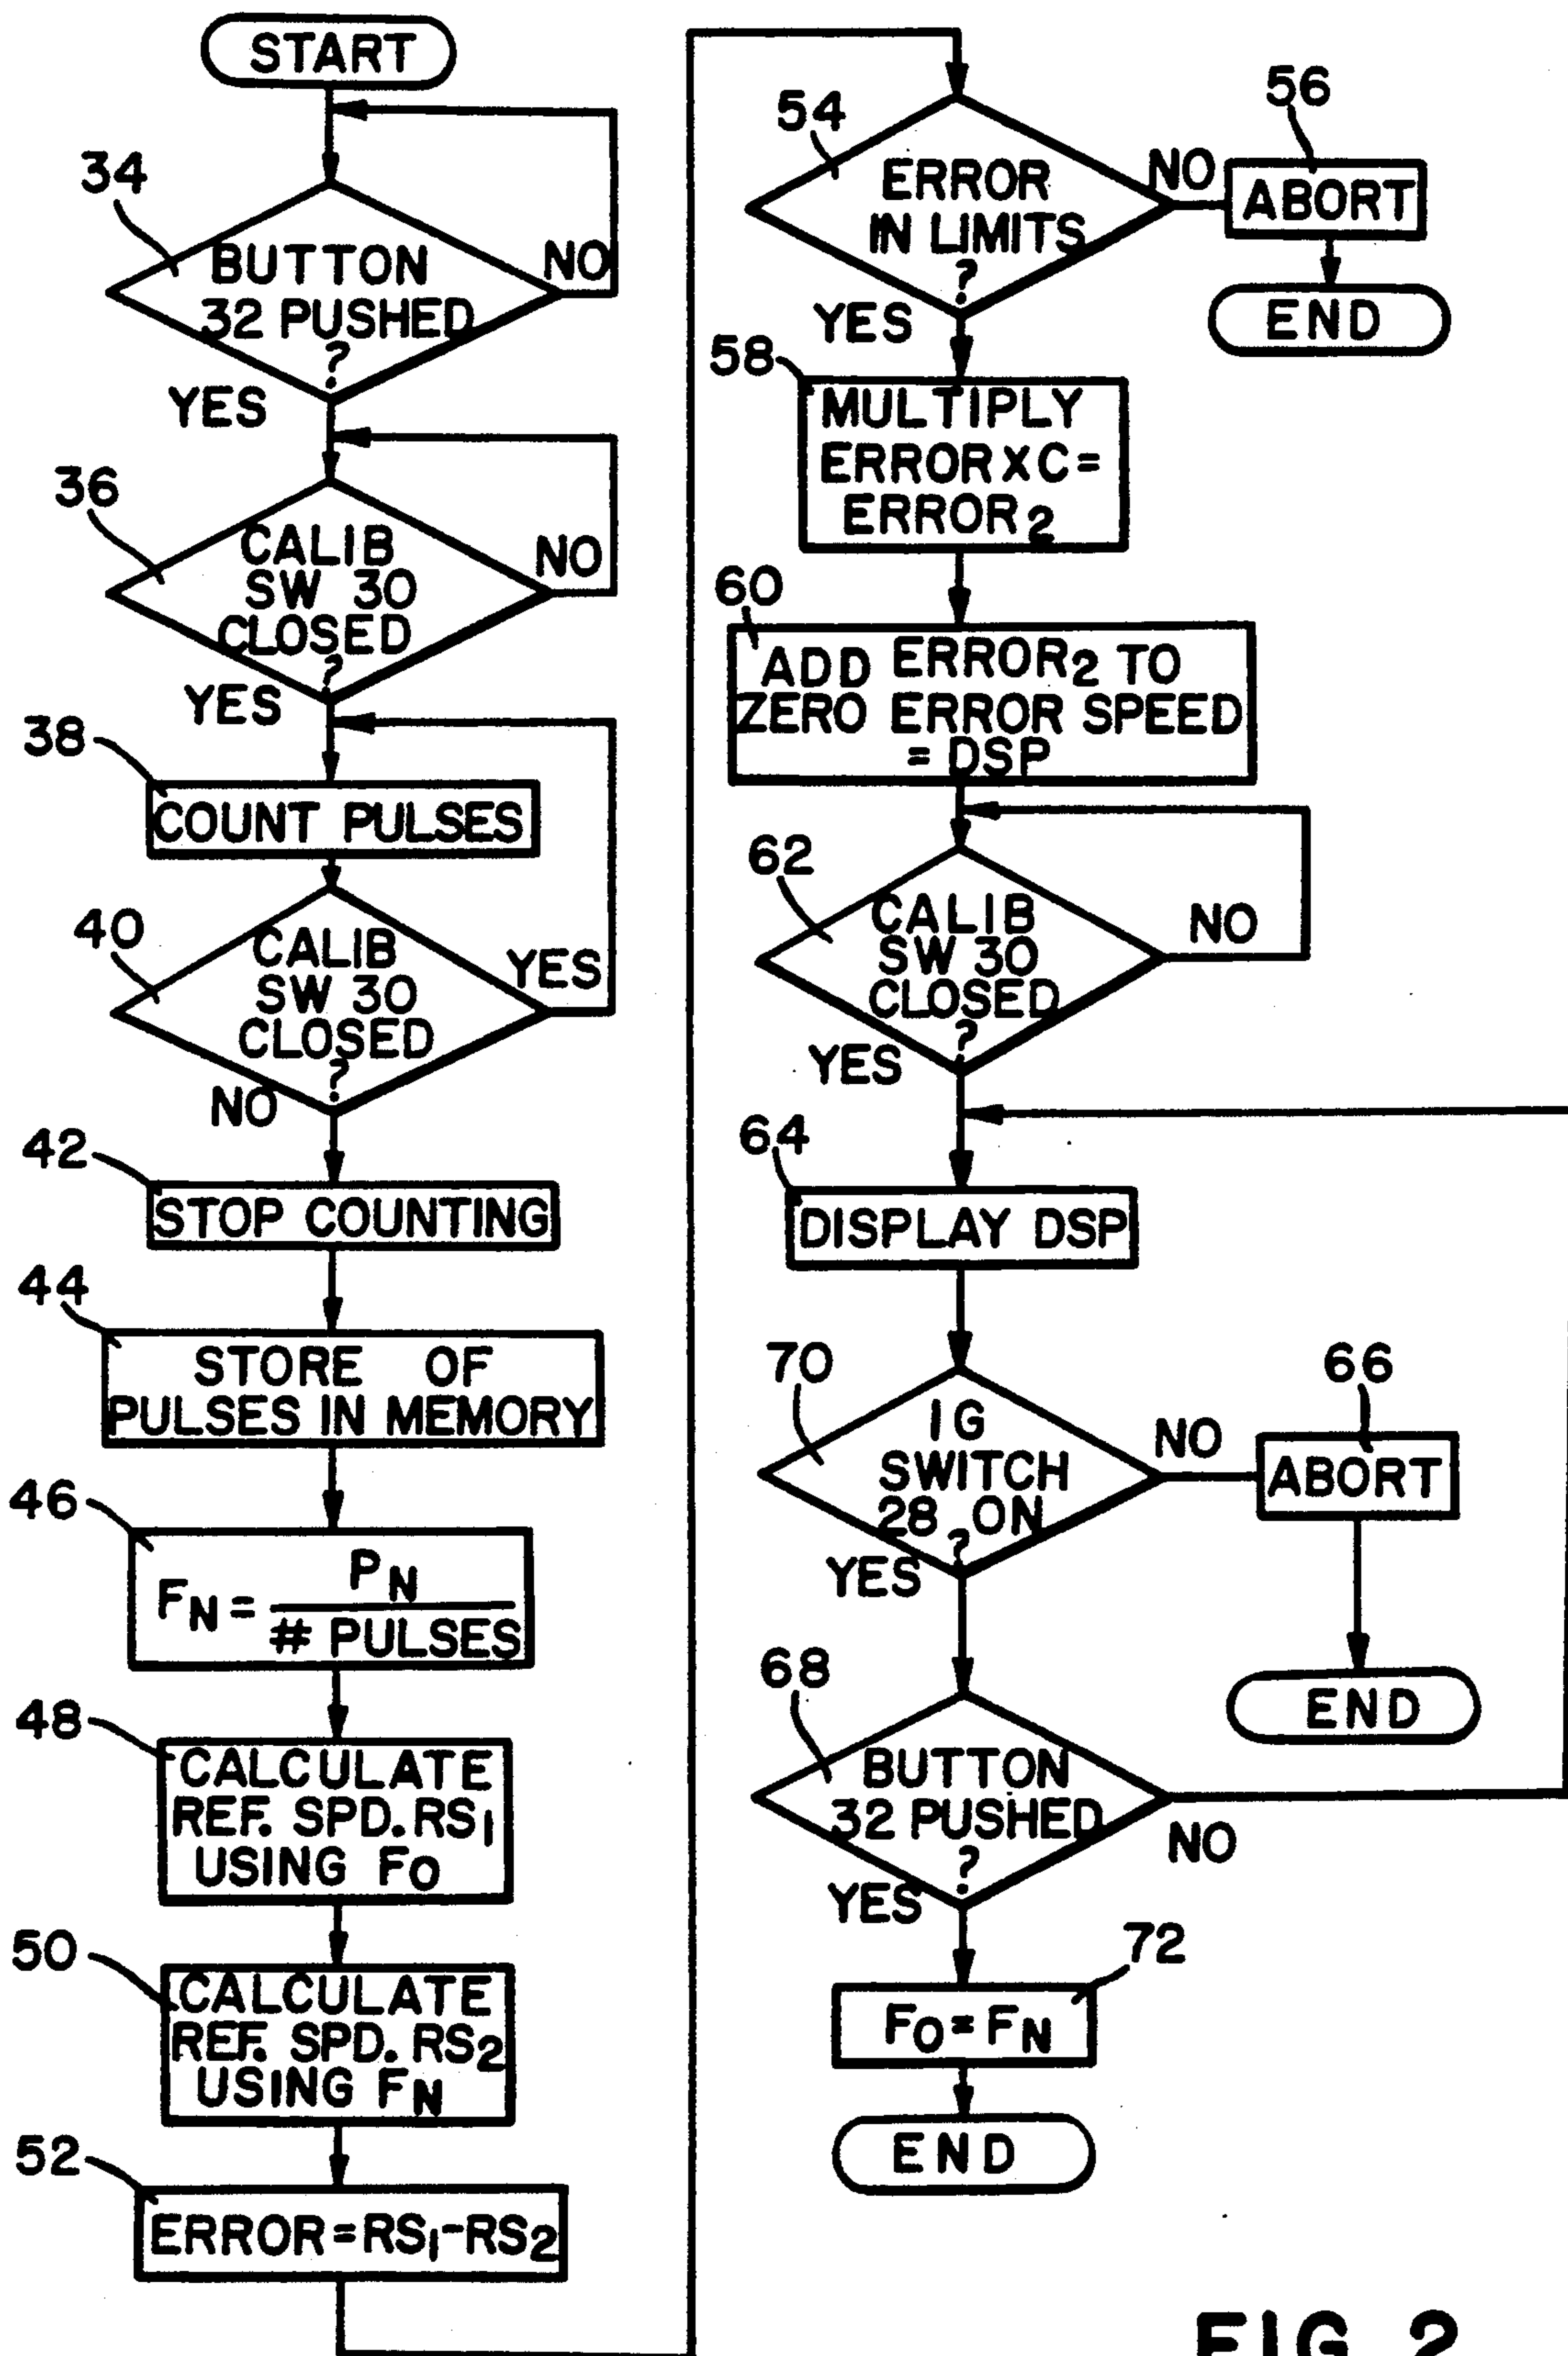 START
34
BUTTON
32 PUSHED
?
NO
YES
36
CALIB
SW 30
CLOSED
?
NO
YES
38
COUNT PULSES
40
CALIB
SW 30
CLOSED
?
YES
NO
42
STOP COUNTING
44
STORE OF
PULSES IN MEMORY
46
FN = PN
# PULSES
48
CALCULATE
REF. SPD. RS1
USING FO
50
CALCULATE
REF. SPD. RS2
USING FN
52
ERROR = RS1-RS2
54
ERROR
IN LIMITS
?
NO
YES
56
ABORT
END
58
MULTIPLY
ERROR X C =
ERROR2
60
ADD ERROR2 TO
ZERO ERROR SPEED
= DSP
62
CALIB
SW 30
CLOSED
?
NO
YES
64
DISPLAY DSP
70
IG
SWITCH
28 ON
?
NO
YES
66
ABORT
END
68
BUTTON
32 PUSHED
?
NO
YES
72
FO = FN
END
FIG. 2